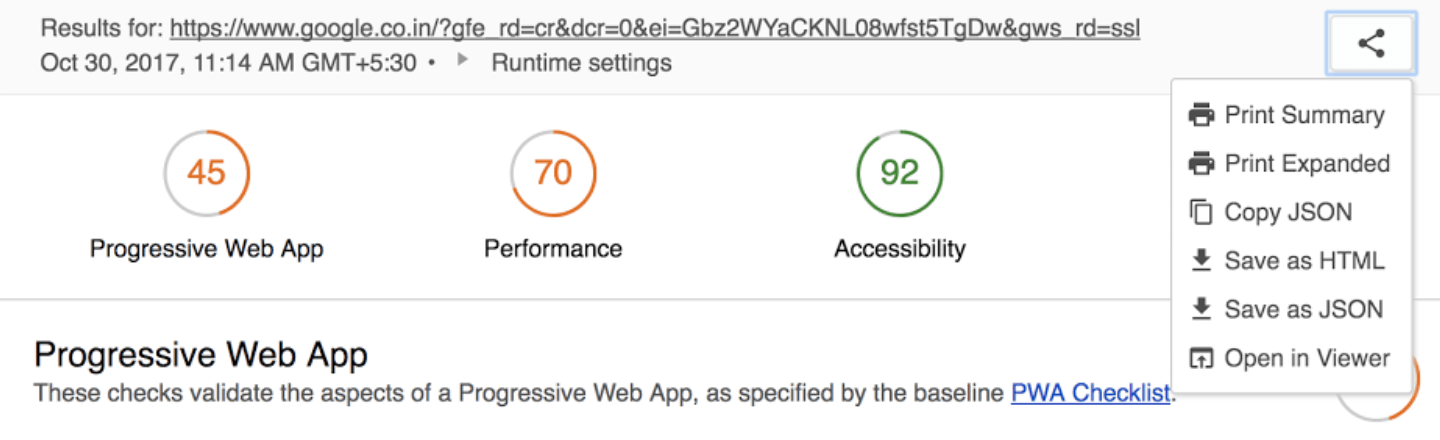 Results for: https://www.google.co.in/?gfe_rd=cr&dcr=0&ei=Gbz2WYaCKNL08wfst5TgDw&gws_rd=ssl
Oct 30, 2017, 11:14 AM GMT+5:30 • ▸ Runtime settings
Print Summary
Print Expanded
Copy JSON
Save as HTML
Save as JSON
Open in Viewer
45
70
92
Progressive Web App
Performance
Accessibility
Progressive Web App
These checks validate the aspects of a Progressive Web App, as specified by the baseline PWA Checklist.